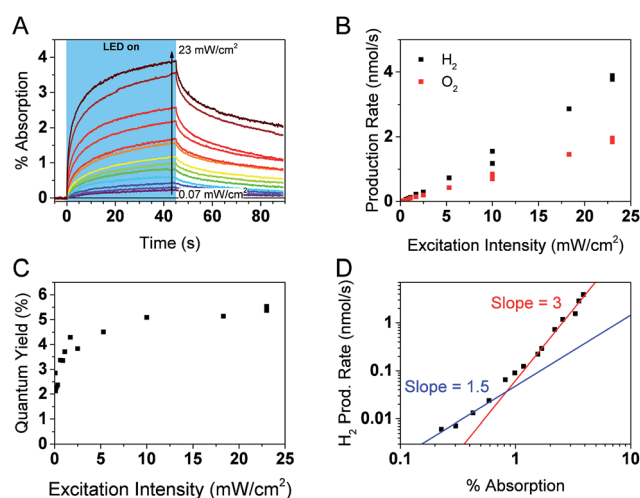 A
LED on
23 mW/cm²
0.07 mW/cm²
% Absorption
4
3
2
1
0
0 20 40 60 80
Time (s)
B
H₂
O₂
Production Rate (nmol/s)
6
4
2
0
0 5 10 15 20 25
Excitation Intensity (mW/cm²)
C
Quantum Yield (%)
6
5
4
3
2
1
0
0 5 10 15 20 25
Excitation Intensity (mW/cm²)
D
Slope = 3
Slope = 1.5
H₂ Prod. Rate (nmol/s)
1
0.1
0.01
0.1 1 10
% Absorption